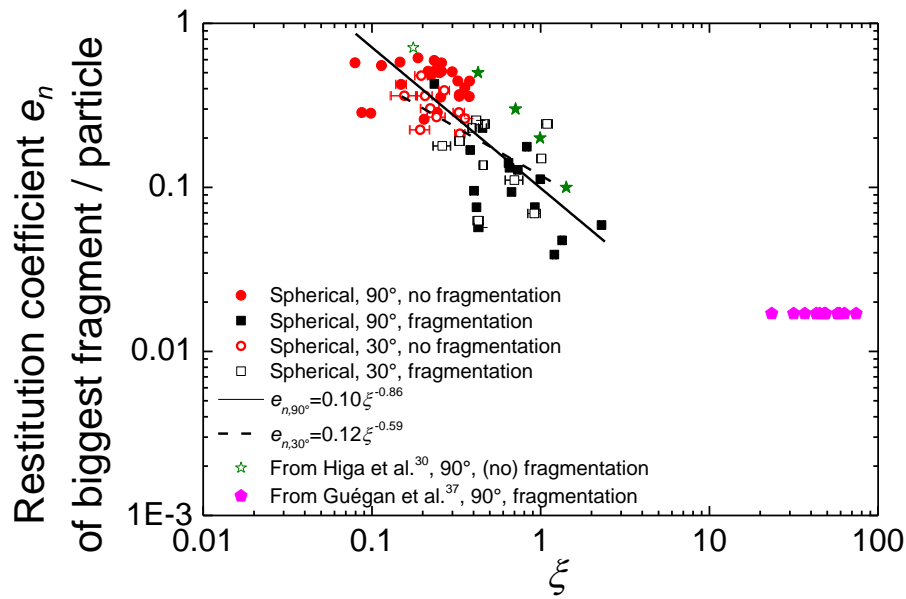 Restitution coefficient eₙ
of biggest fragment / particle
1
0.1
0.01
1E-3
Spherical, 90°, no fragmentation
Spherical, 90°, fragmentation
Spherical, 30°, no fragmentation
Spherical, 30°, fragmentation
eₙ,₉₀°=0.10ξ^-0.86
eₙ,₃₀°=0.12ξ^-0.59
From Higa et al.³⁰, 90°, (no) fragmentation
From Guégan et al.³⁷, 90°, fragmentation
0.01 0.1 1 10 100
ξ